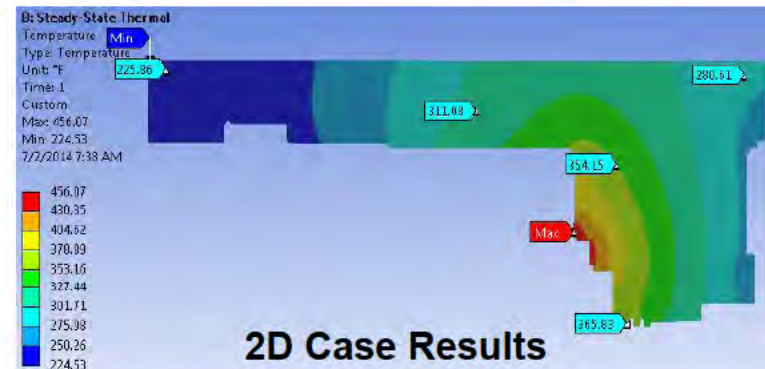 B: Steady-State Thermal
Temperature
Type: Temperature
Unit: °F
Time: 1
Custom
Max: 456.07
Min: 224.53
7/2/2014 7:38 AM
Min
225.86
280.61
311.08
354.15
Max
365.83
456.07
430.35
404.62
378.89
353.16
327.44
301.71
275.98
250.26
224.53
2D Case Results